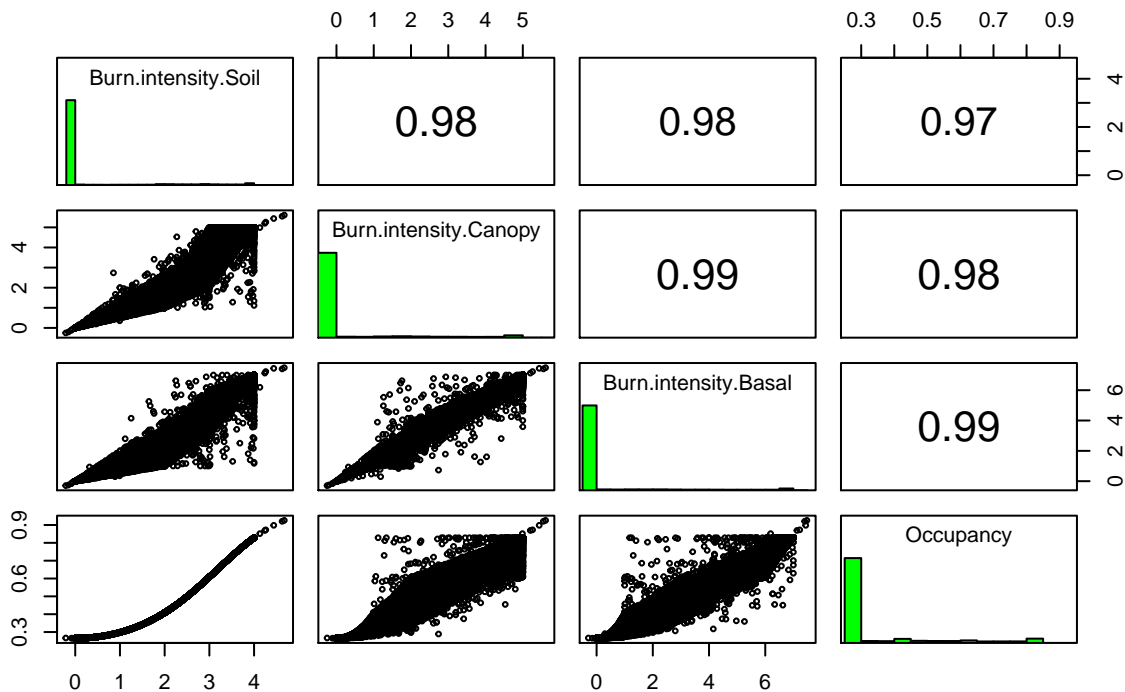 0 1 2 3 4 5
0.3 0.5 0.7 0.9
Burn.intensity.Soil
0.98
0.98
0.97
0 2 4
Burn.intensity.Canopy
0.99
0.98
0 2 4
Burn.intensity.Basal
0.99
0 2 4 6
0.3 0.6 0.9
Occupancy
0 1 2 3 4
0 2 4 6